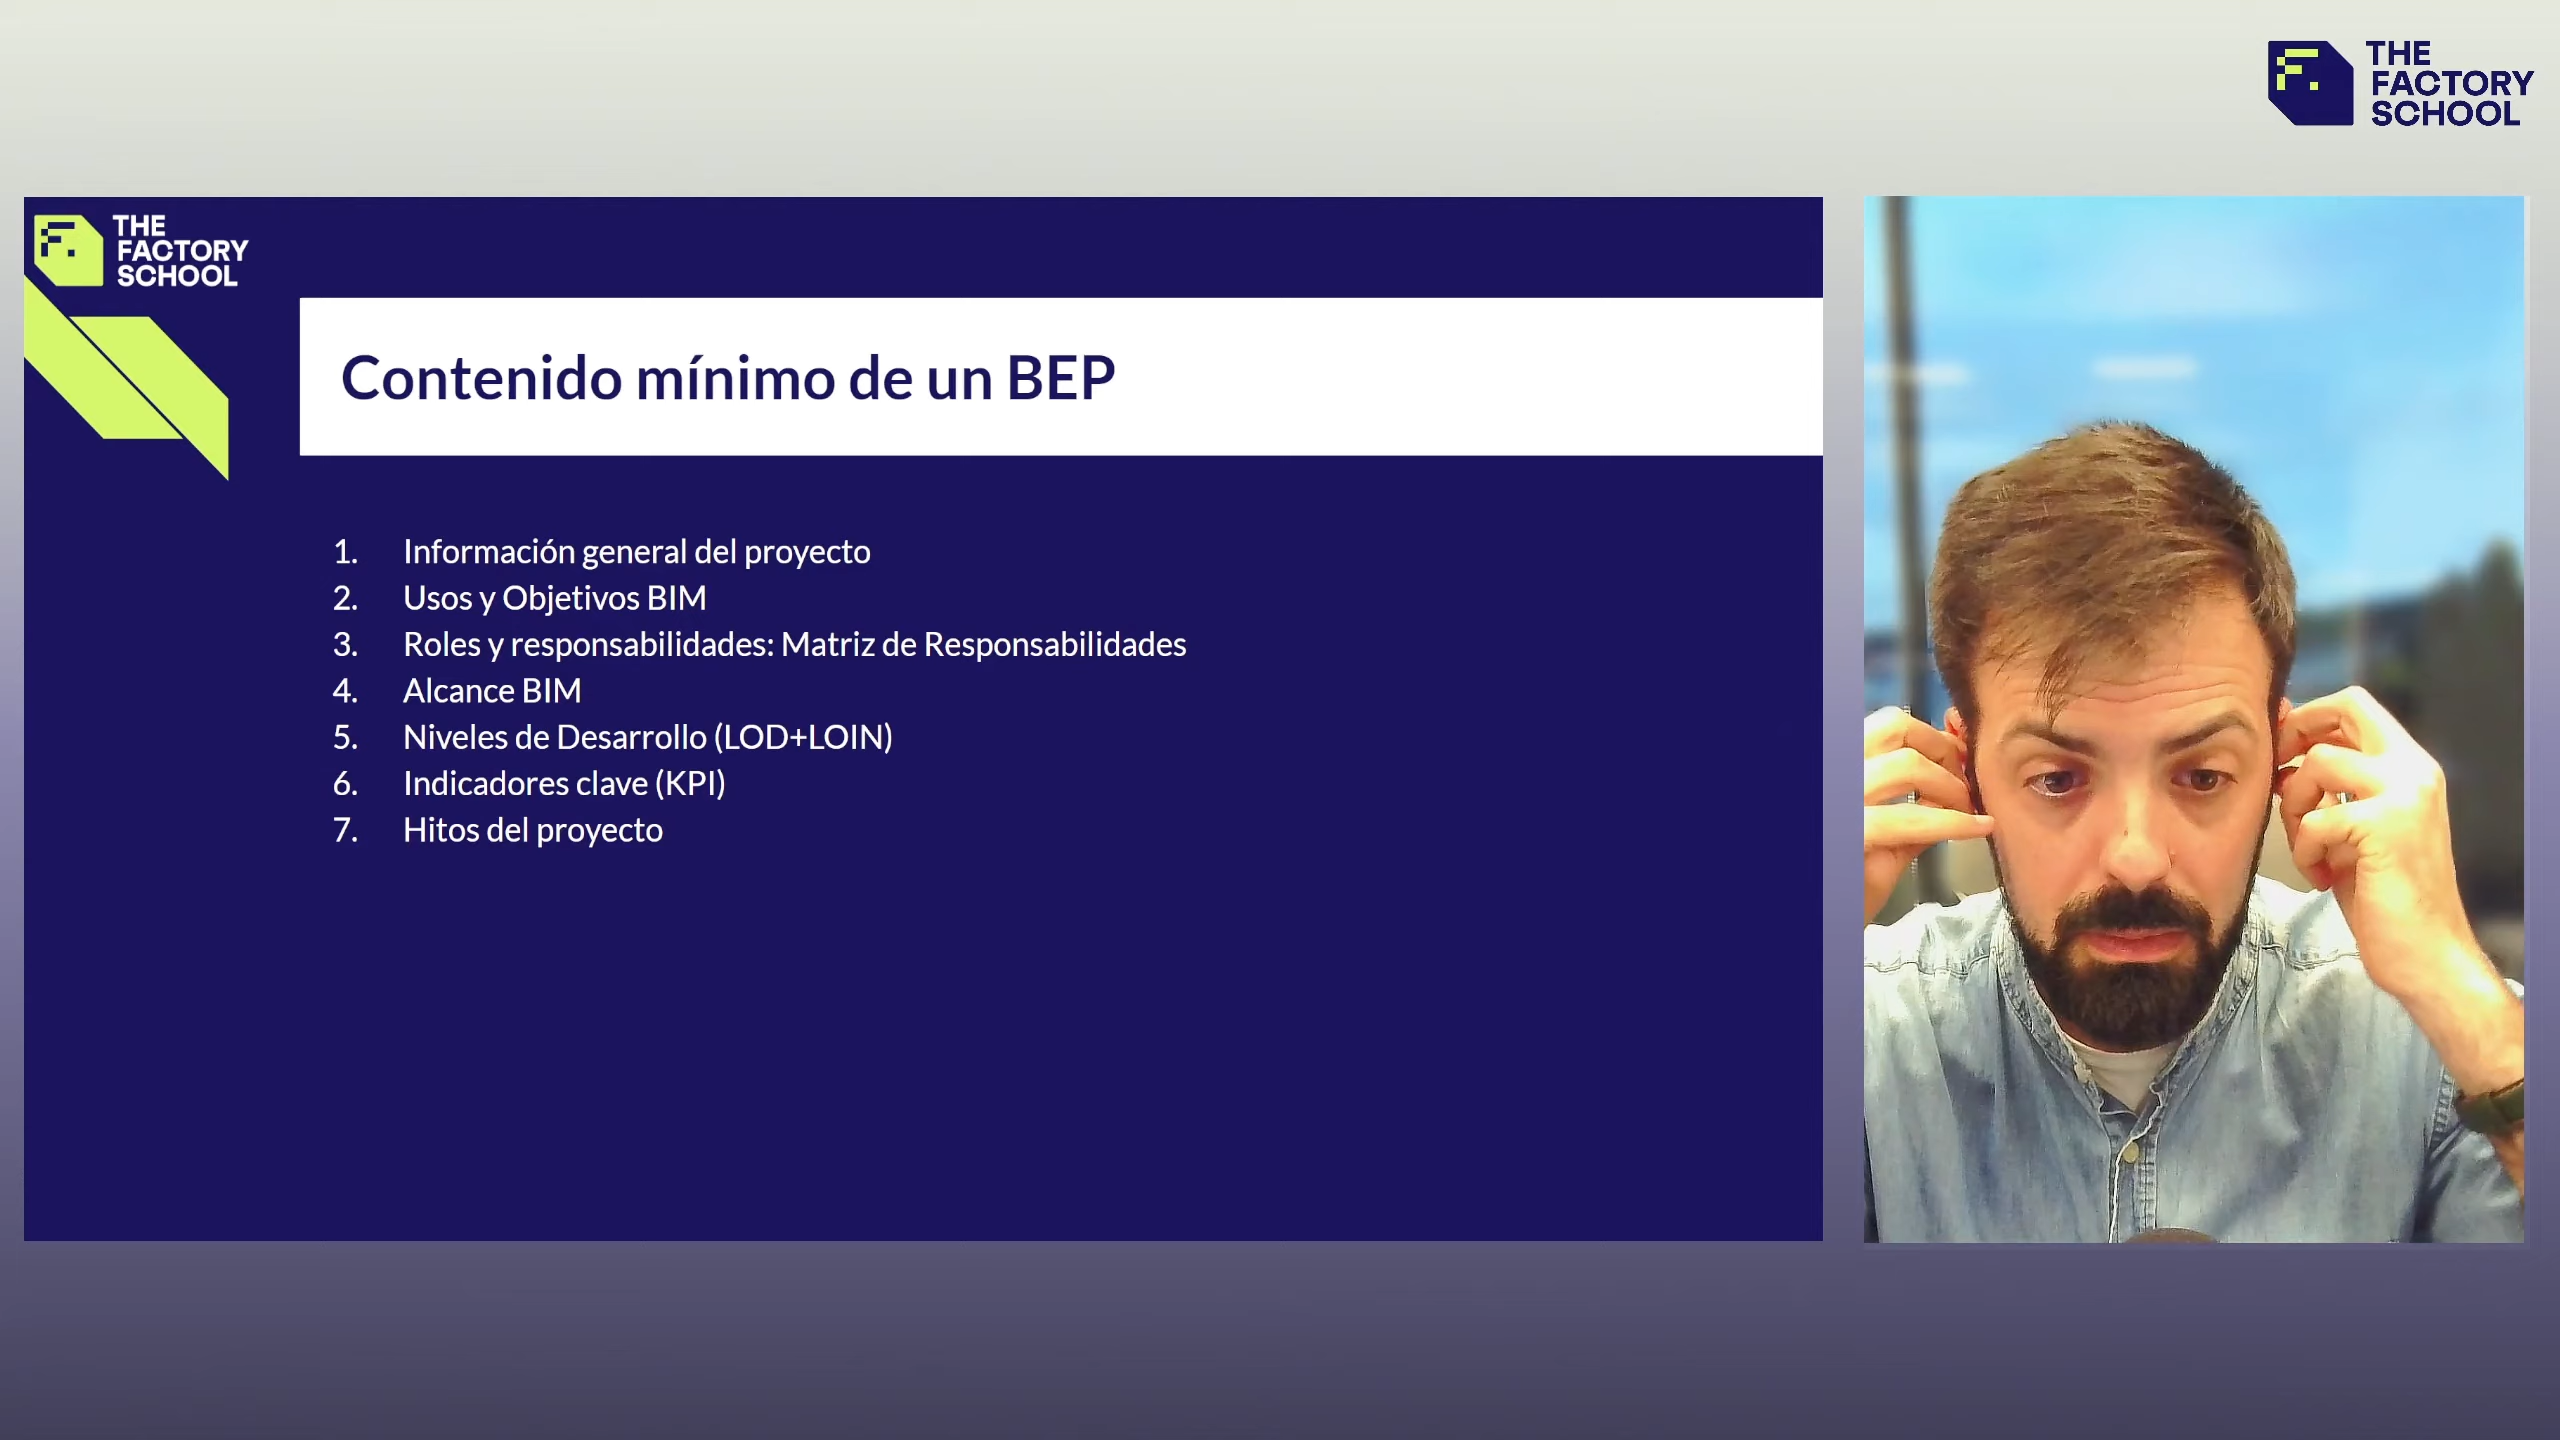 THE
FACTORY
SCHOOL
THE
FACTORY
SCHOOL
Contenido mínimo de un BEP
1. Información general del proyecto
2. Usos y Objetivos BIM
3. Roles y responsabilidades: Matriz de Responsabilidades
4. Alcance BIM
5. Niveles de Desarrollo (LOD+LOIN)
6. Indicadores clave (KPI)
7. Hitos del proyecto